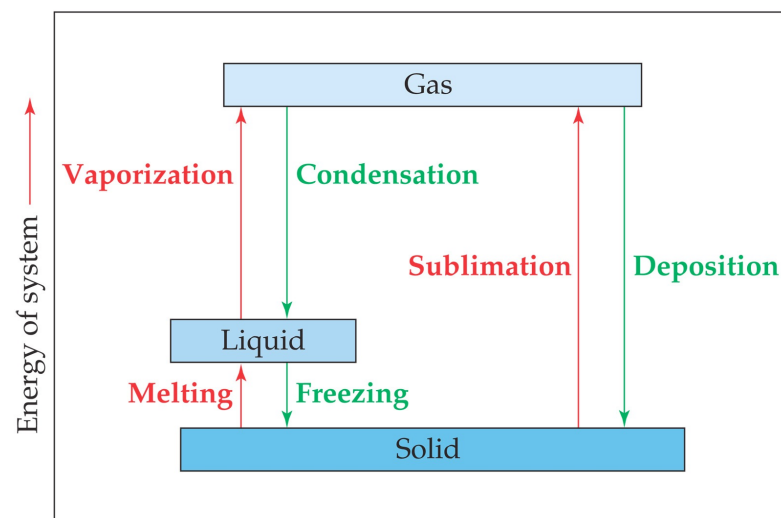 Gas
Vaporization
Condensation
Sublimation
Deposition
Energy of system
Liquid
Melting
Freezing
Solid